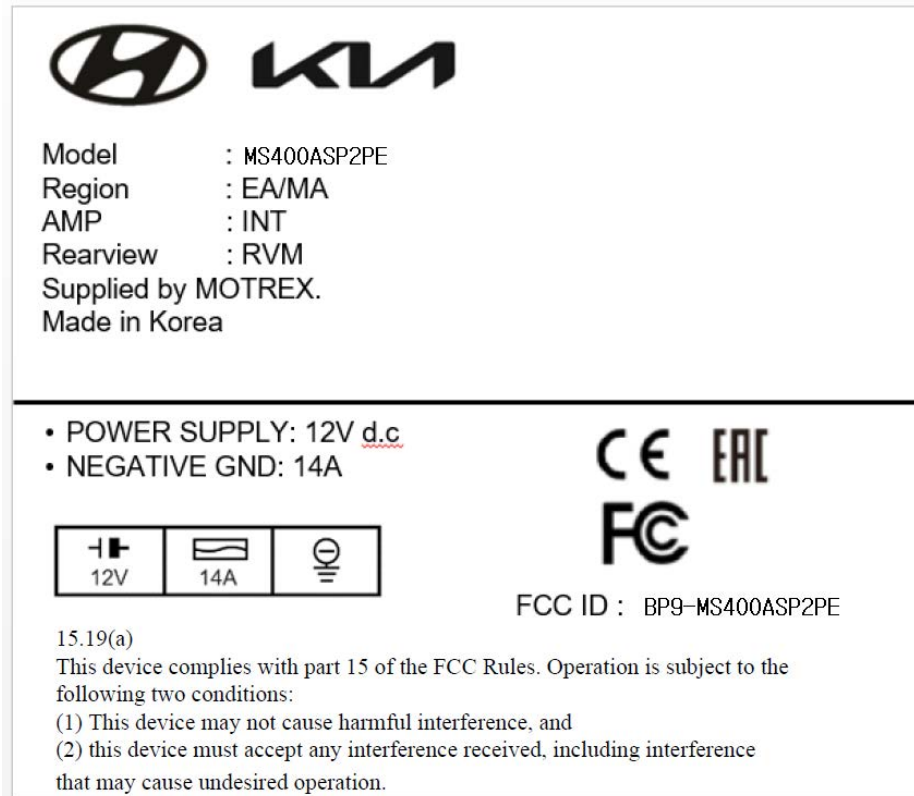 KIA
Model : MS400ASP2PE
Region : EA/MA
AMP : INT
Rearview : RVM
Supplied by MOTREX.
Made in Korea
• POWER SUPPLY: 12V d.c
• NEGATIVE GND: 14A
CE EAC
FC
12V 14A
FCC ID : BP9-MS400ASP2PE
15.19(a)
This device complies with part 15 of the FCC Rules. Operation is subject to the
following two conditions:
(1) This device may not cause harmful interference, and
(2) this device must accept any interference received, including interference
that may cause undesired operation.